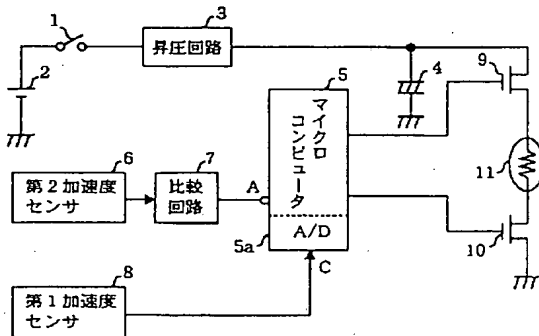 1
2
3
昇圧回路
4
5
マイクロ
コンピュータ
A/D
5a
6
第2加速度
センサ
7
比較
回路
A
8
第1加速度
センサ
C
9
10
11